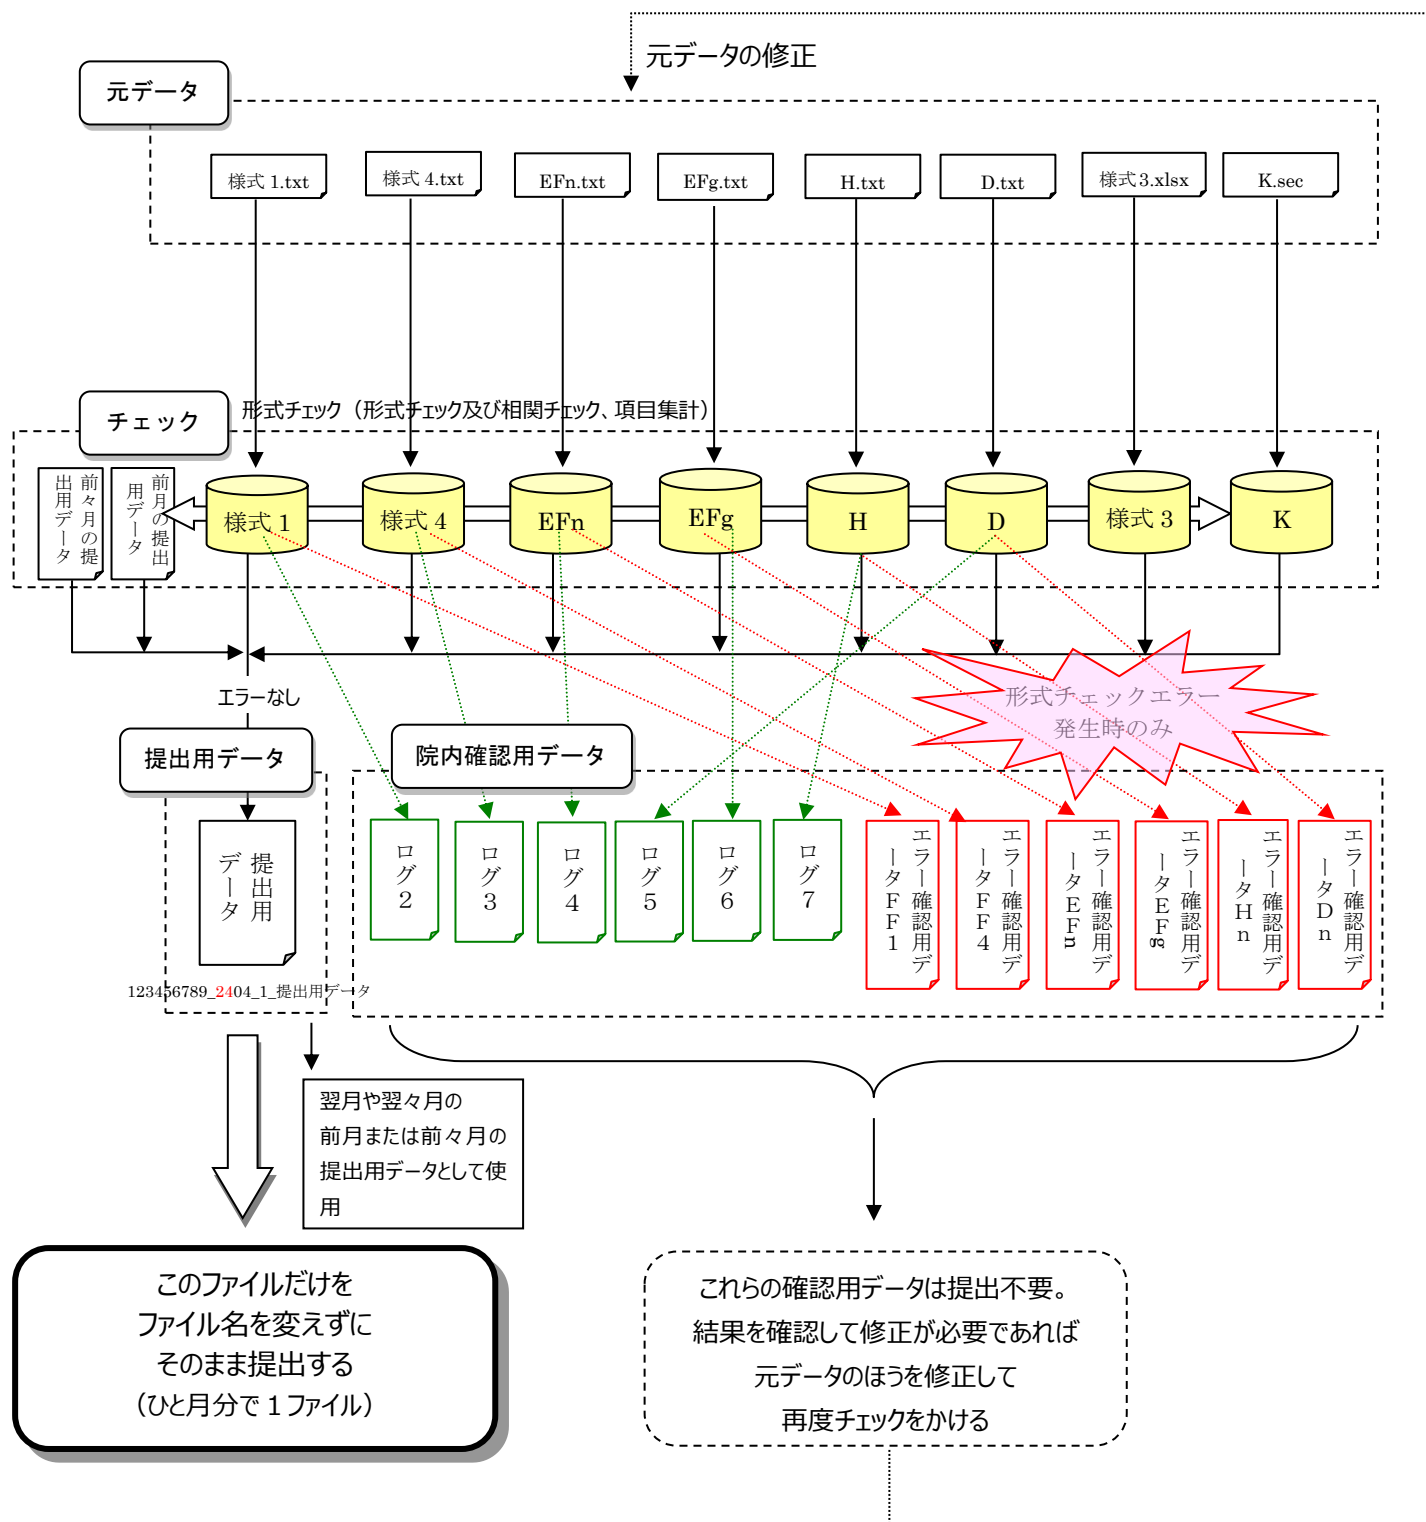 元データの修正
元データ
様式 1.txt
様式 4.txt
EFn.txt
EFg.txt
H.txt
D.txt
様式 3.xlsx
K.sec
チェック
形式チェック（形式チェック及び相関チェック、項目集計）
前々月の提
出用データ
前月の提出
用データ
様式 1
様式 4
EFn
EFg
H
D
様式 3
K
エラーなし
形式チェックエラー
発生時のみ
提出用データ
院内確認用データ
提出用
データ
ログ２
ログ３
ログ４
ログ５
ログ６
ログ７
エラー確認用デ
ータＦＦ１
エラー確認用デ
ータＦＦ４
エラー確認用デ
ータＥＦn
エラー確認用デ
ータＥＦg
エラー確認用デ
ータＨn
エラー確認用デ
ータＤn
123456789_2404_1_提出用データ
翌月や翌々月の
前月または前々月の
提出用データとして使
用
このファイルだけを
ファイル名を変えずに
そのまま提出する
（ひと月分で１ファイル）
これらの確認用データは提出不要。
結果を確認して修正が必要であれば
元データのほうを修正して
再度チェックをかける